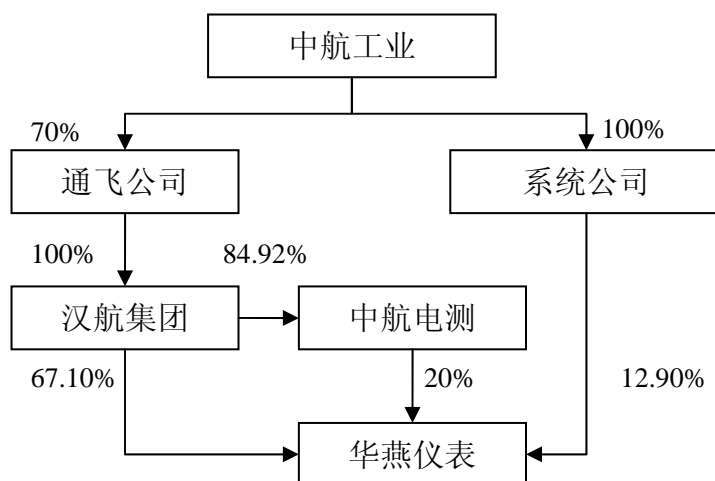 中航工业
70%
100%
通飞公司
系统公司
100%
84.92%
汉航集团
中航电测
67.10%
20%
12.90%
华燕仪表